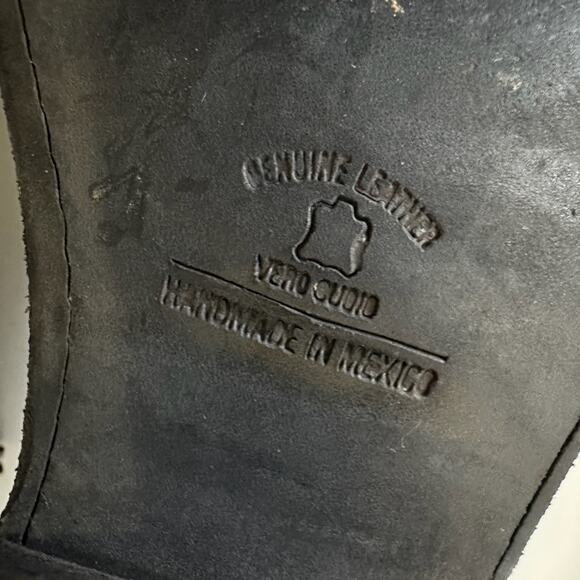 GENUINE LEATHER
VERO CUOIO
HANDMADE IN MEXICO